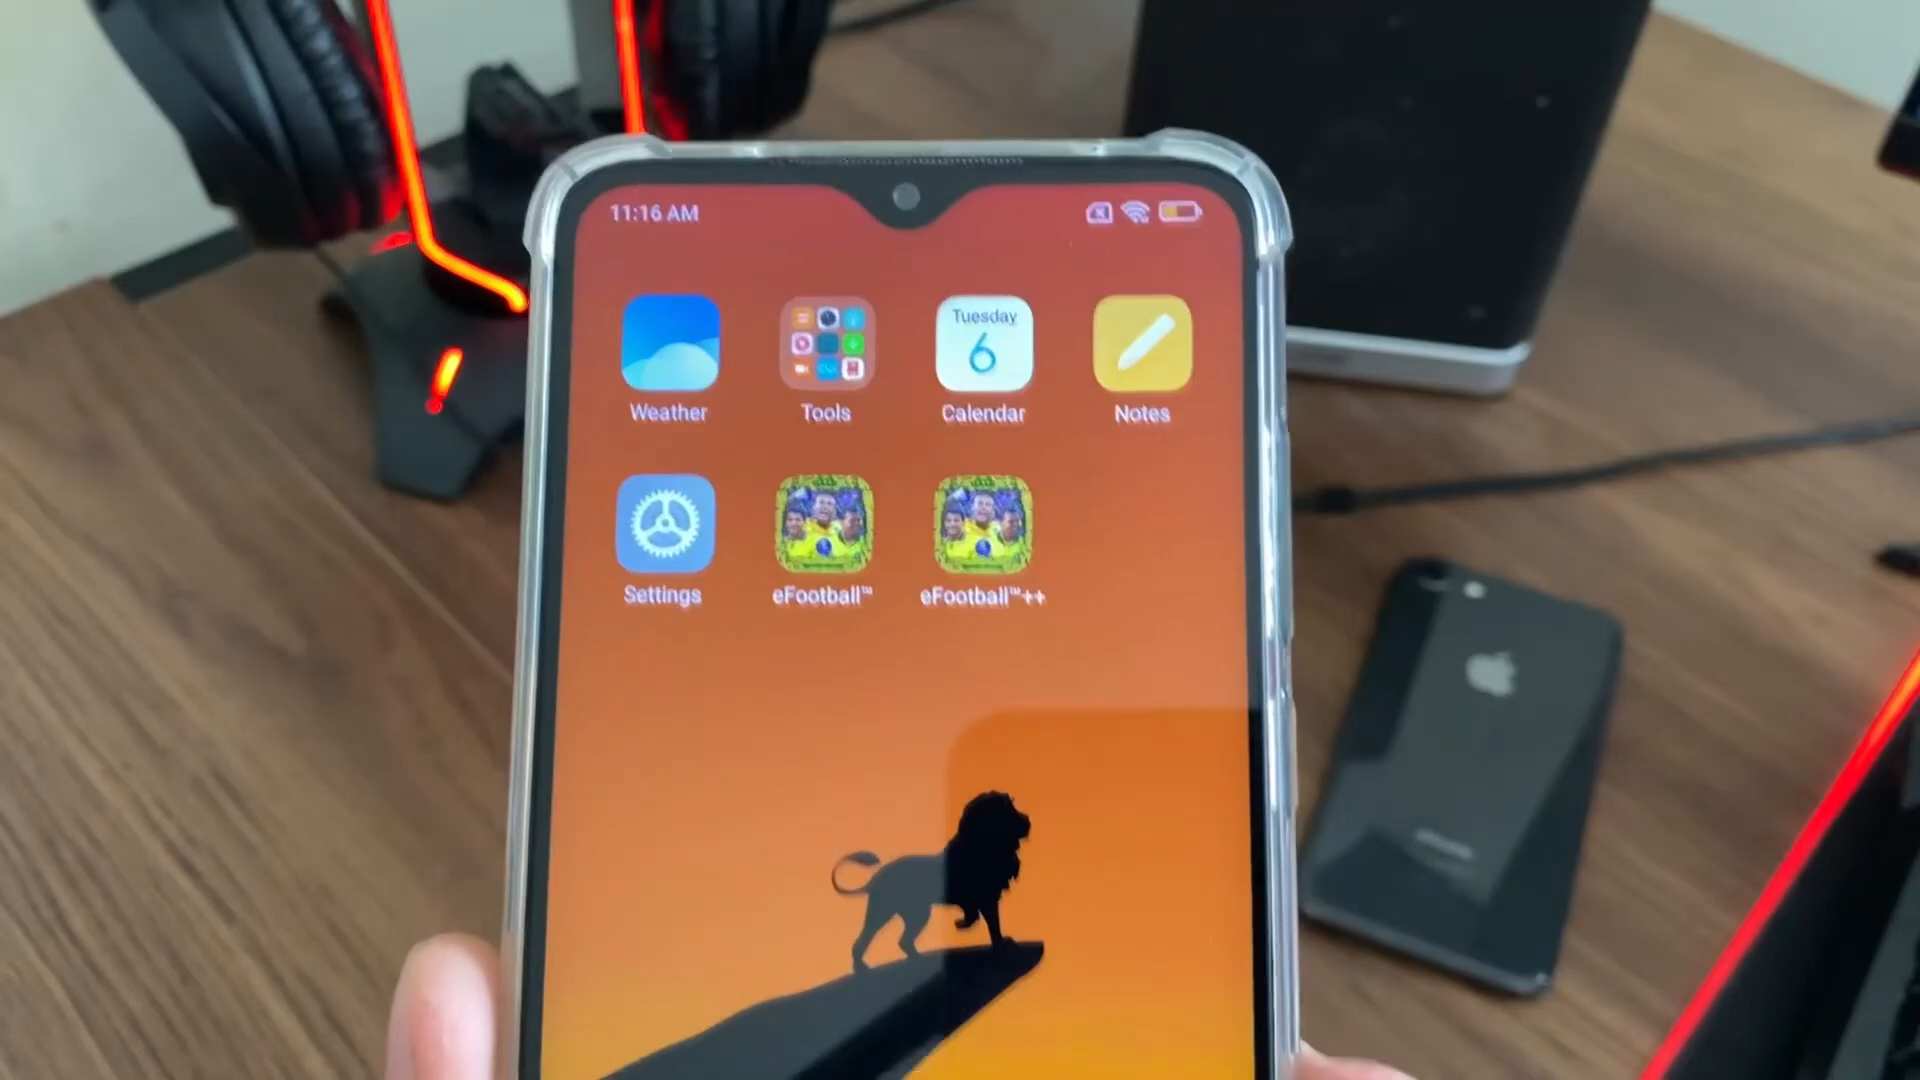 11:16 AM
Tuesday
6
Weather
Tools
Calendar
Notes
Settings
eFootball™
eFootball™++